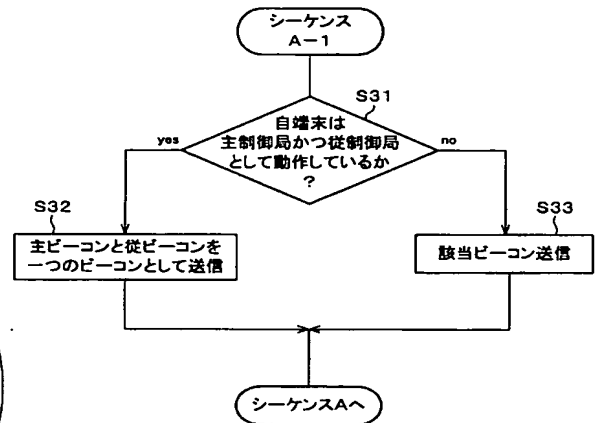 シーケンス
A－1
S31
自端末は
主制御局かつ従制御局
として動作しているか
？
yes
no
S32
主ビーコンと従ビーコンを
一つのビーコンとして送信
S33
該当ビーコン送信
シーケンスAへ